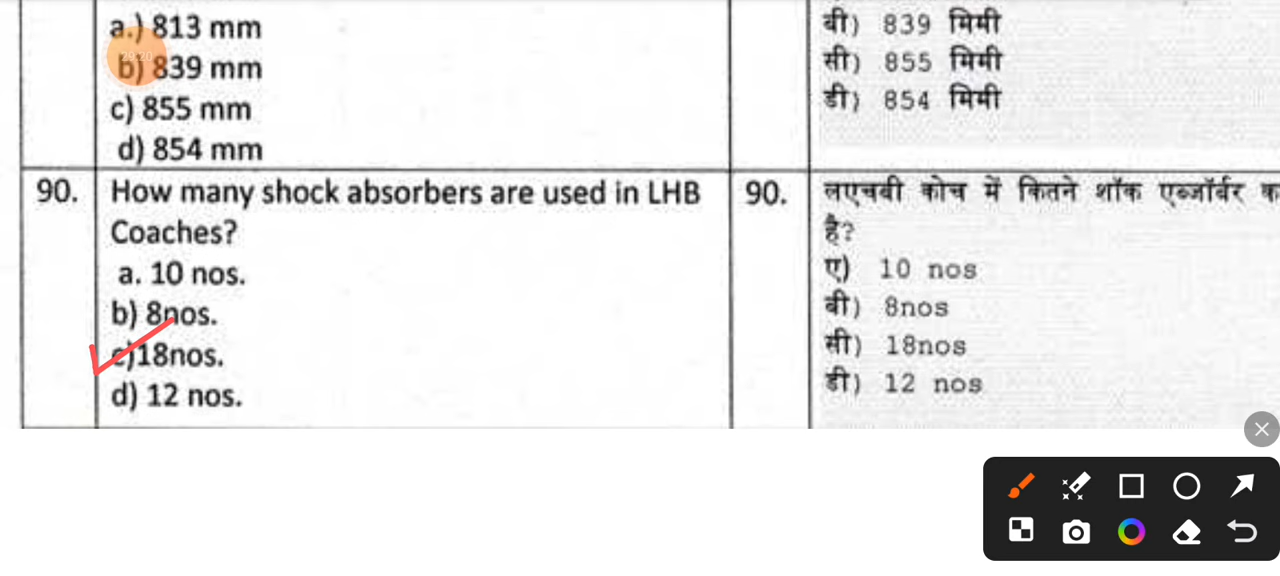 a.) 813 mm
b) 839 mm
c) 855 mm
d) 854 mm
90. How many shock absorbers are used in LHB
Coaches?
a. 10 nos.
b) 8nos.
c)18nos.
d) 12 nos.
बी) 839 मिमी
सी) 855 मिमी
डी) 854 मिमी
90. लएचबी कोच में कितने शॉक एब्जॉर्बर
है?
ए) 10 nos
बी) 8nos
सी) 18nos
डी) 12 nos